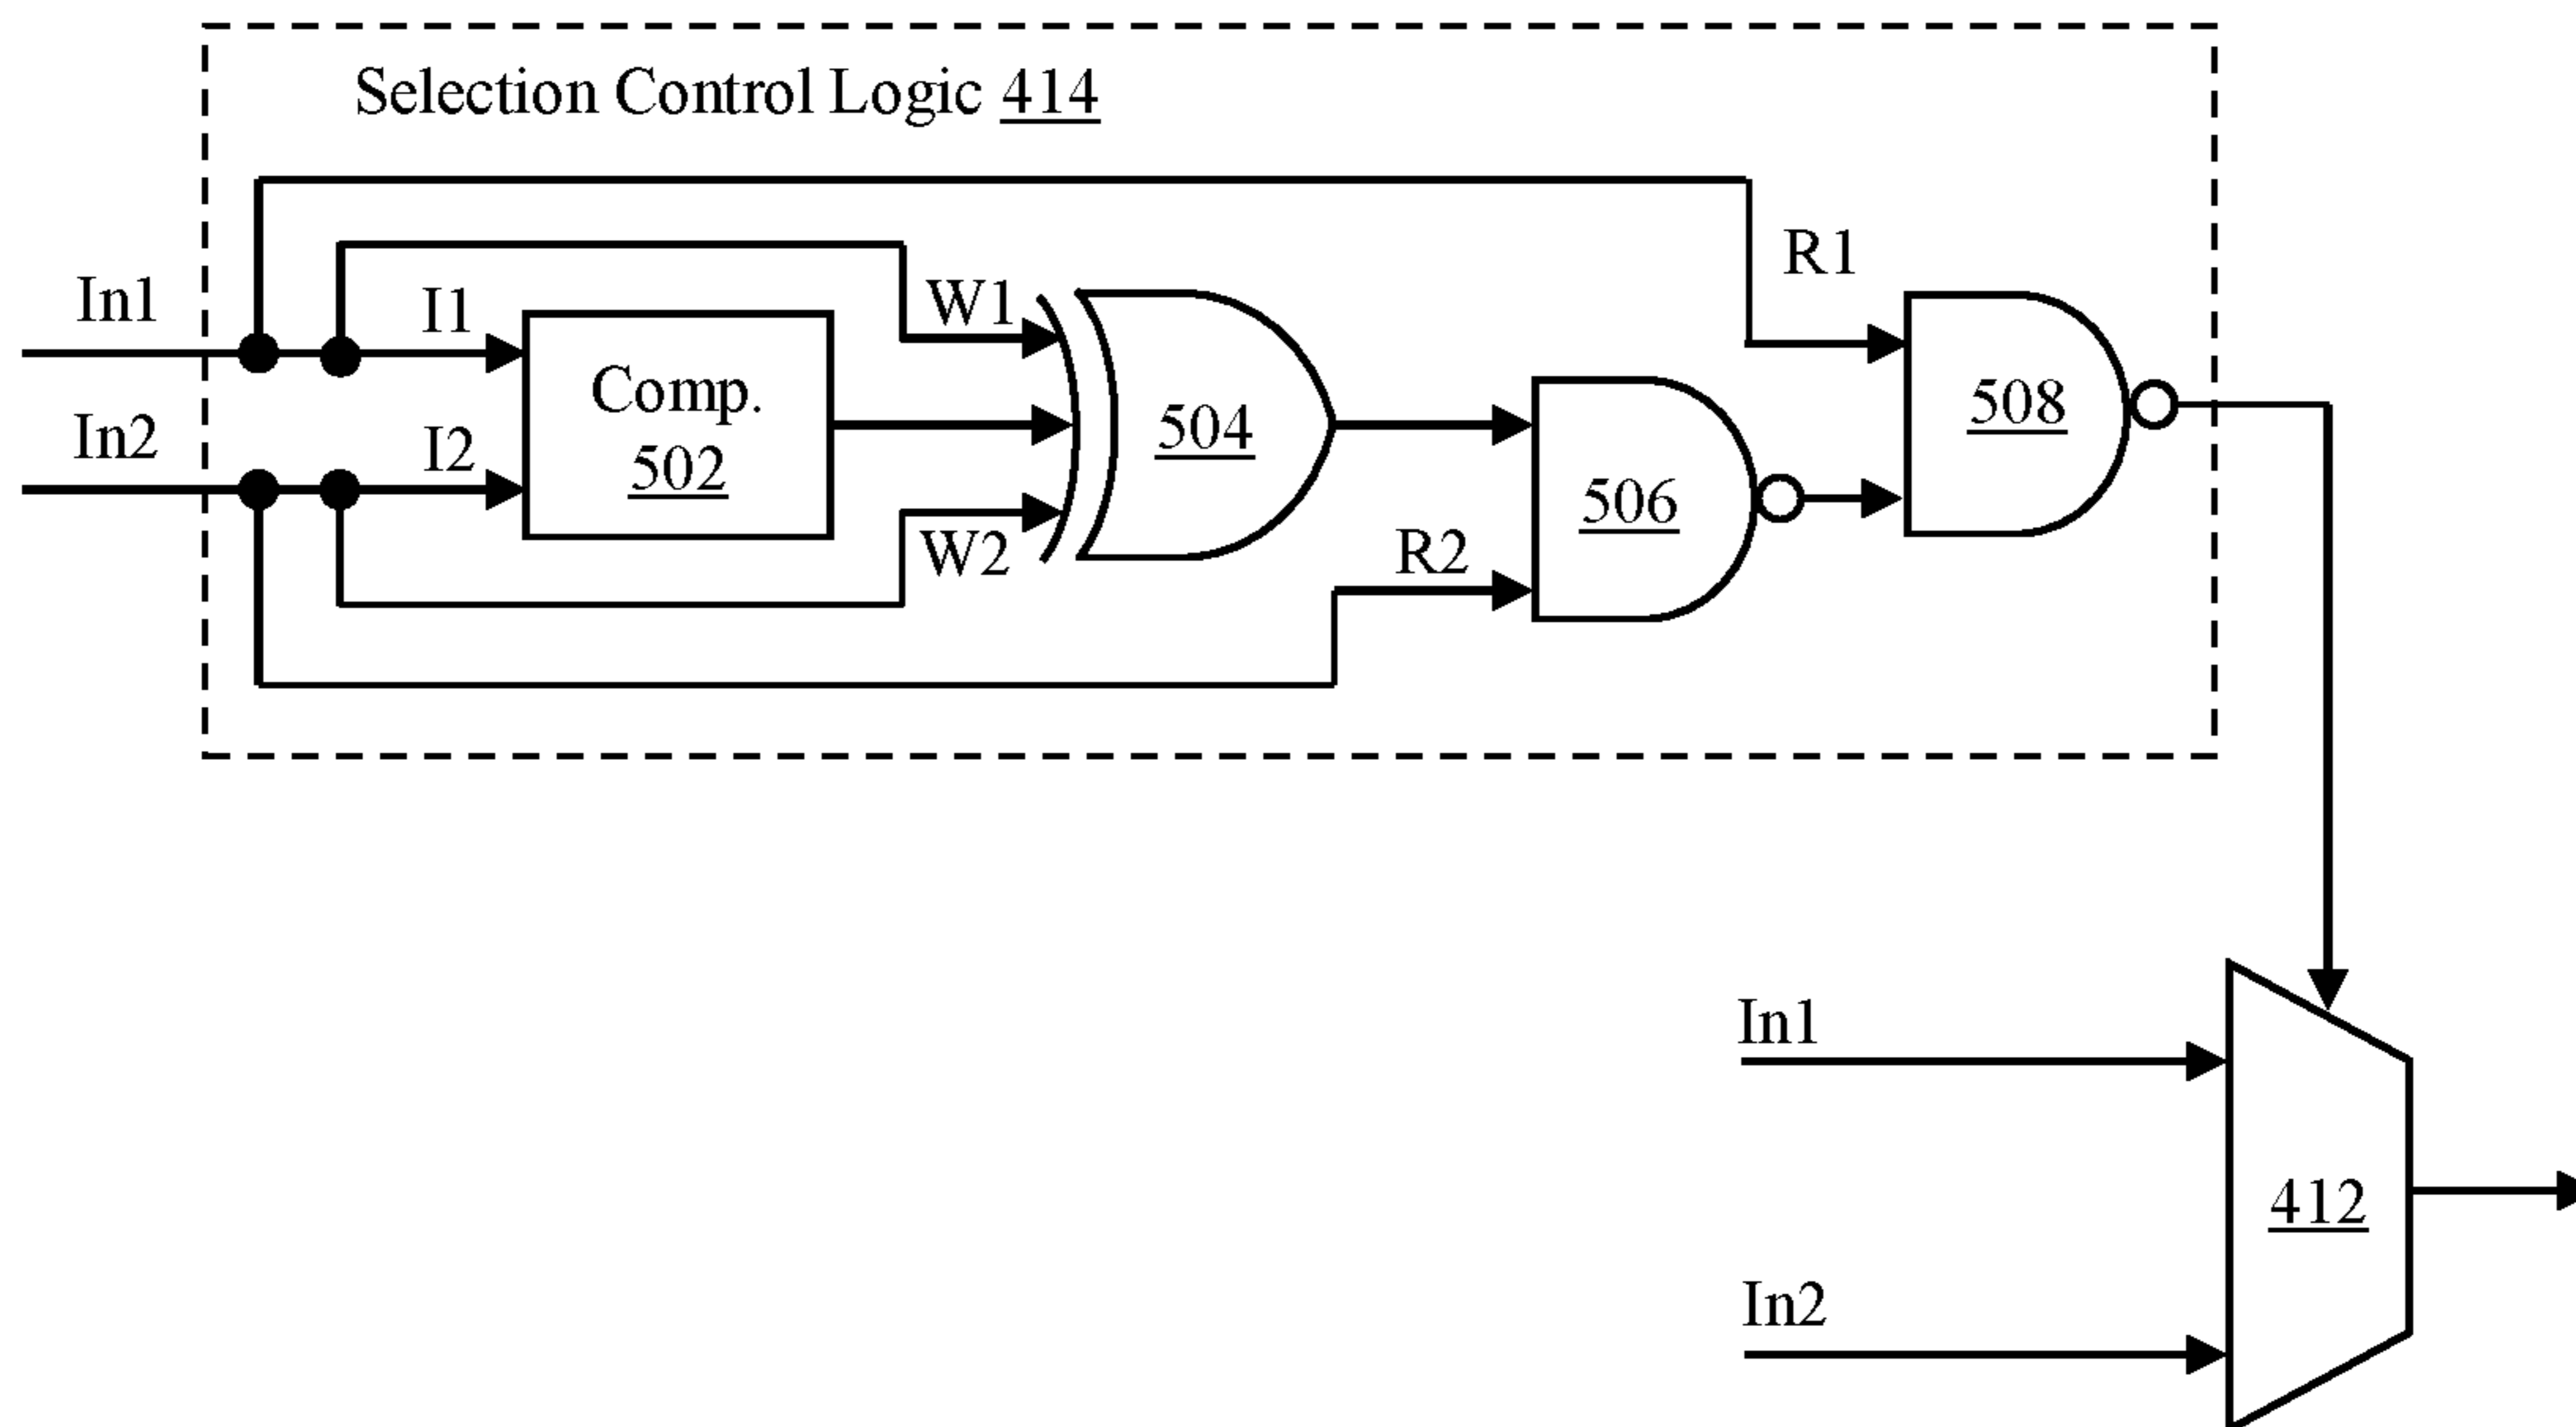 Selection Control Logic 414
R1
In1
I1
W1
Comp.
502
504
508
In2
I2
506
W2
R2
In1
412
In2